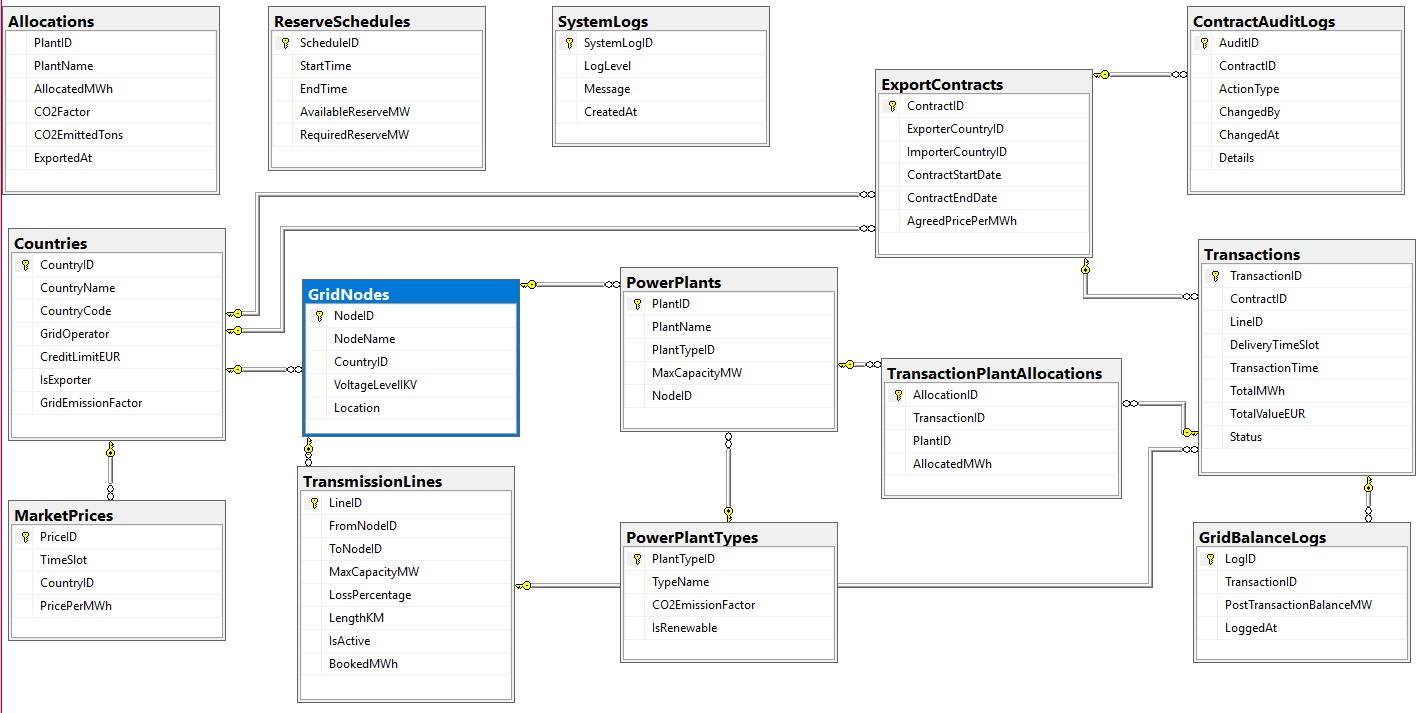 Allocations
PlantID
PlantName
AllocatedMWh
CO2Factor
CO2EmittedTons
ExportedAt
ReserveSchedules
ScheduleID
StartTime
EndTime
AvailableReserveMW
RequiredReserveMW
SystemLogs
SystemLogID
LogLevel
Message
CreatedAt
ExportContracts
ContractID
ExporterCountryID
ImporterCountryID
ContractStartDate
ContractEndDate
AgreedPricePerMWh
ContractAuditLogs
AuditID
ContractID
ActionType
ChangedBy
ChangedAt
Details
Countries
CountryID
CountryName
CountryCode
GridOperator
CreditLimitEUR
IsExporter
GridEmissionFactor
GridNodes
NodeID
NodeName
CountryID
VoltageLevelKV
Location
PowerPlants
PlantID
PlantName
PlantTypeID
MaxCapacityMW
NodeID
TransactionPlantAllocations
AllocationID
TransactionID
PlantID
AllocatedMWh
Transactions
TransactionID
ContractID
LineID
DeliveryTimeSlot
TransactionTime
TotalMWh
TotalValueEUR
Status
MarketPrices
PriceID
TimeSlot
CountryID
PricePerMWh
TransmissionLines
LineID
FromNodeID
ToNodeID
MaxCapacityMW
LossPercentage
LengthKM
IsActive
BookedMWh
PowerPlantTypes
PlantTypeID
TypeName
CO2EmissionFactor
IsRenewable
GridBalanceLogs
LogID
TransactionID
PostTransactionBalanceMW
LoggedAt